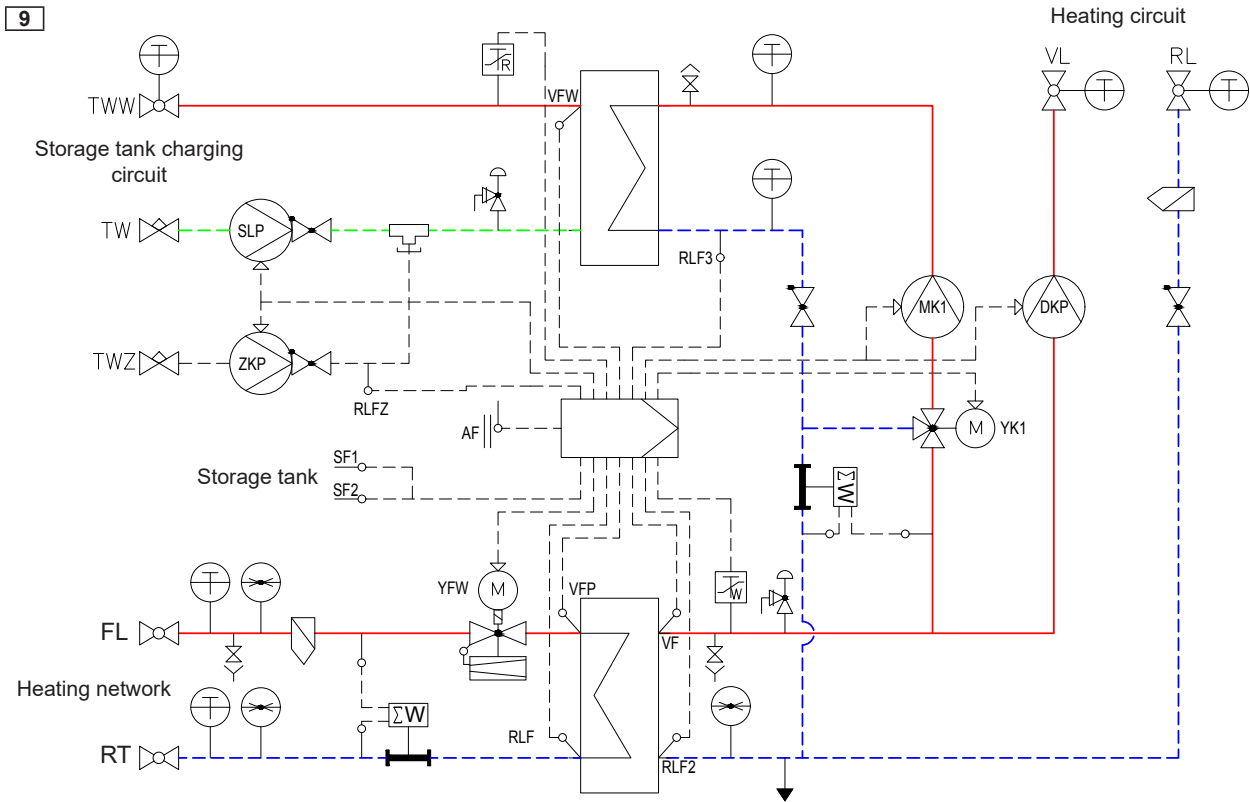 9
Heating circuit
T
T
VL
RL
R
T
T
TWW
VFW
Storage tank charging
circuit
T
TW
SLP
RLF3
MK1
DKP
TWZ
ZKP
RLFZ
AF
M
YK1
SF1
Storage tank
ΣW
SF2
T
YFW
M
VFP
W
FL
VF
Heating network
T
ΣW
RLF
RT
RLF2